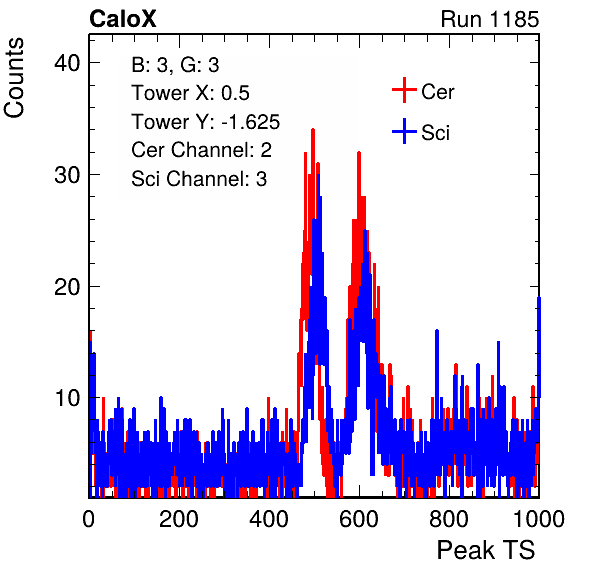 CaloX Run 1185
Counts
B: 3, G: 3
Tower X: 0.5
Tower Y: -1.625
Cer Channel: 2
Sci Channel: 3
Cer
Sci
40
30
20
10
0 200 400 600 800 1000
Peak TS